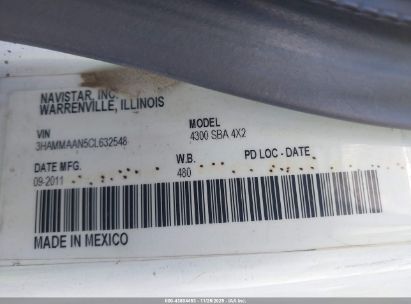 NAVISTAR, INC.
WARRENVILLE, ILLINOIS
VIN
3HAMMAAN5CL632548
MODEL
4300 SBA 4X2
DATE MFG.
09-2011
W.B.
480
PD LOC - DATE
MADE IN MEXICO